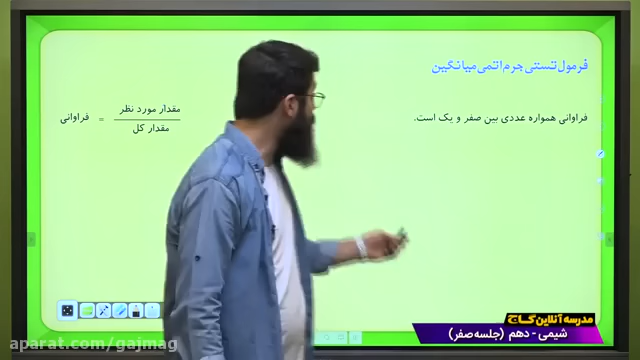 فرمول تستی جرم اتمی میانگین
فراوانی همواره عددی بین صفر و یک است.
مقدار مورد نظر
فراوانی =
مقدار کل
مدرسه آنلاین گاج
شیمی - دهم (جلسه صفر)
aparat.com/gajmag